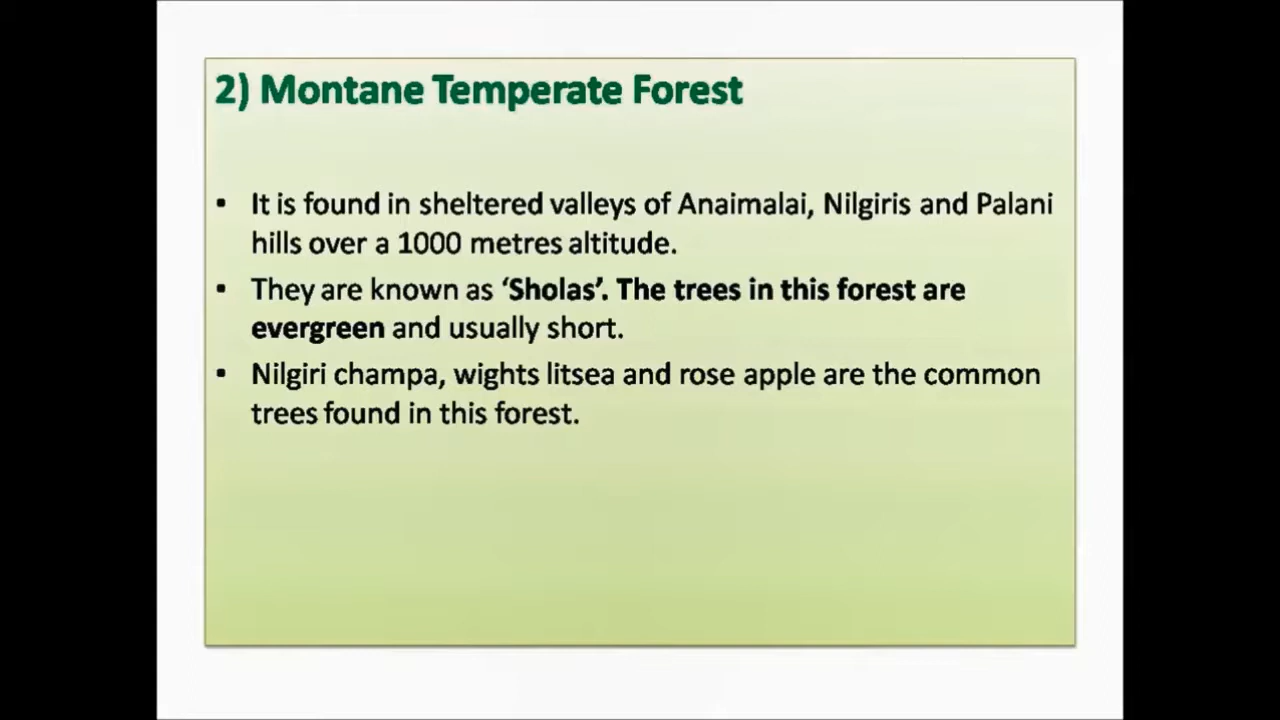 2) Montane Temperate Forest
• It is found in sheltered valleys of Anaimalai, Nilgiris and Palani
hills over a 1000 metres altitude.
• They are known as ‘Sholas’. The trees in this forest are
evergreen and usually short.
• Nilgiri champa, wights litsea and rose apple are the common
trees found in this forest.